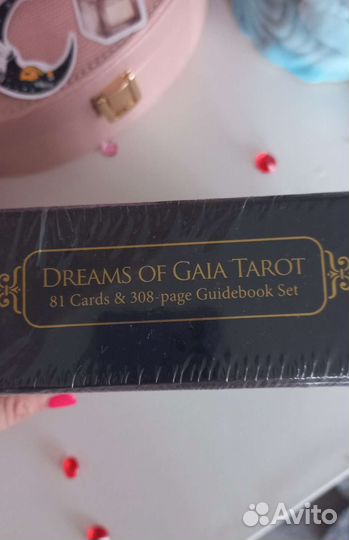 DREAMS OF GAIA TAROT
81 Cards & 308-page Guidebook Set
Avito